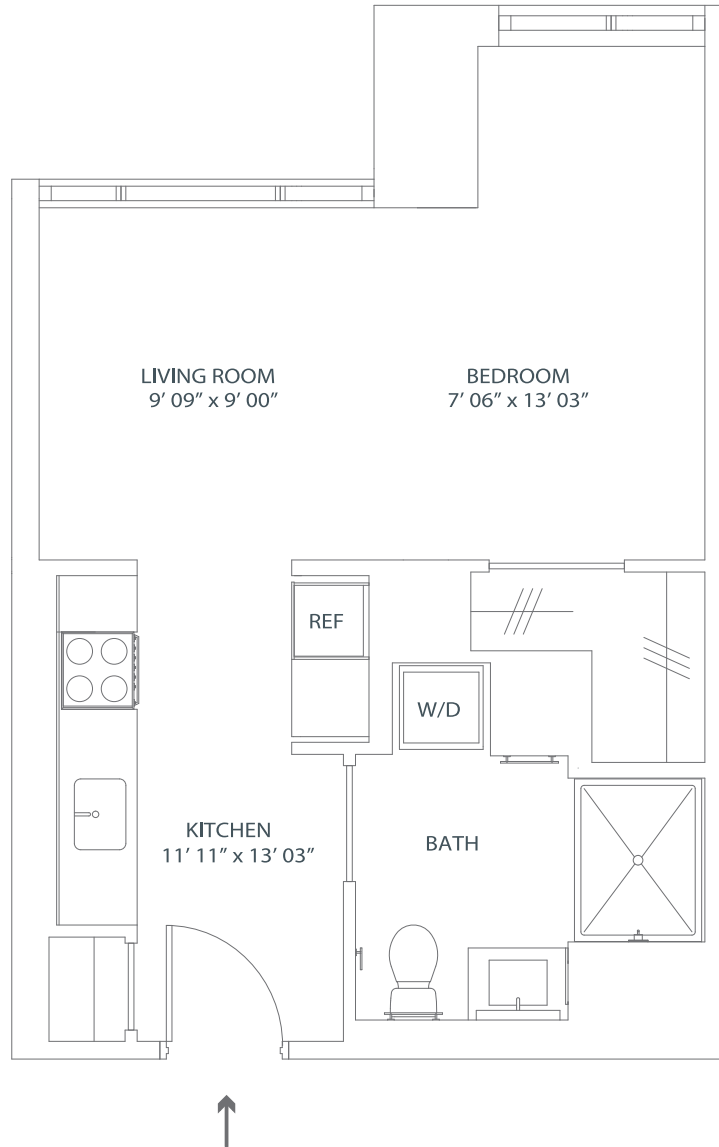 LIVING ROOM
9’ 09” x 9’ 00”
BEDROOM
7’ 06” x 13’ 03”
REF
W/D
KITCHEN
11’ 11” x 13’ 03”
BATH